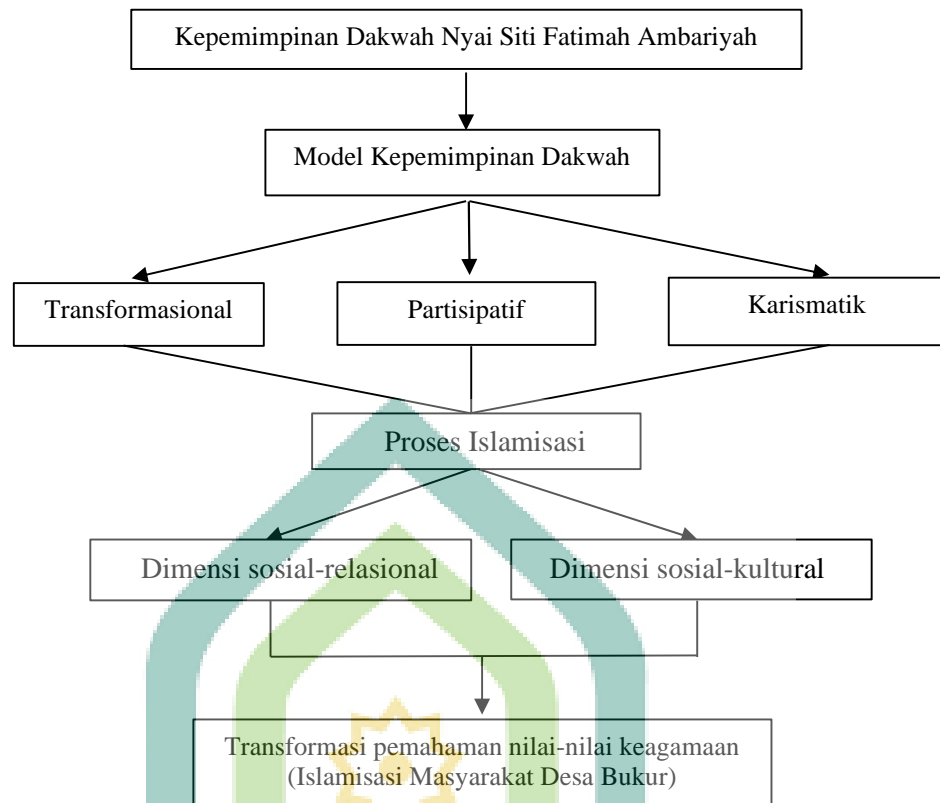 Kepemimpinan Dakwah Nyai Siti Fatimah Ambariyah
Model Kepemimpinan Dakwah
Transformasional
Partisipatif
Karismatik
Proses Islamisasi
Dimensi sosial-relasional
Dimensi sosial-kultural
Transformasi pemahaman nilai-nilai keagamaan
(Islamisasi Masyarakat Desa Bukur)